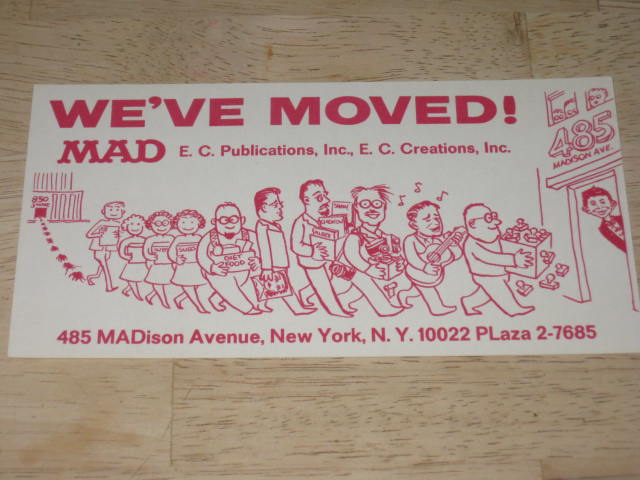 WE'VE MOVED!
MAD E. C. Publications, Inc., E. C. Creations, Inc.
485
MADISON AVE.
850
DIET
FOOD
485 MADison Avenue, New York, N. Y. 10022 PLaza 2-7685